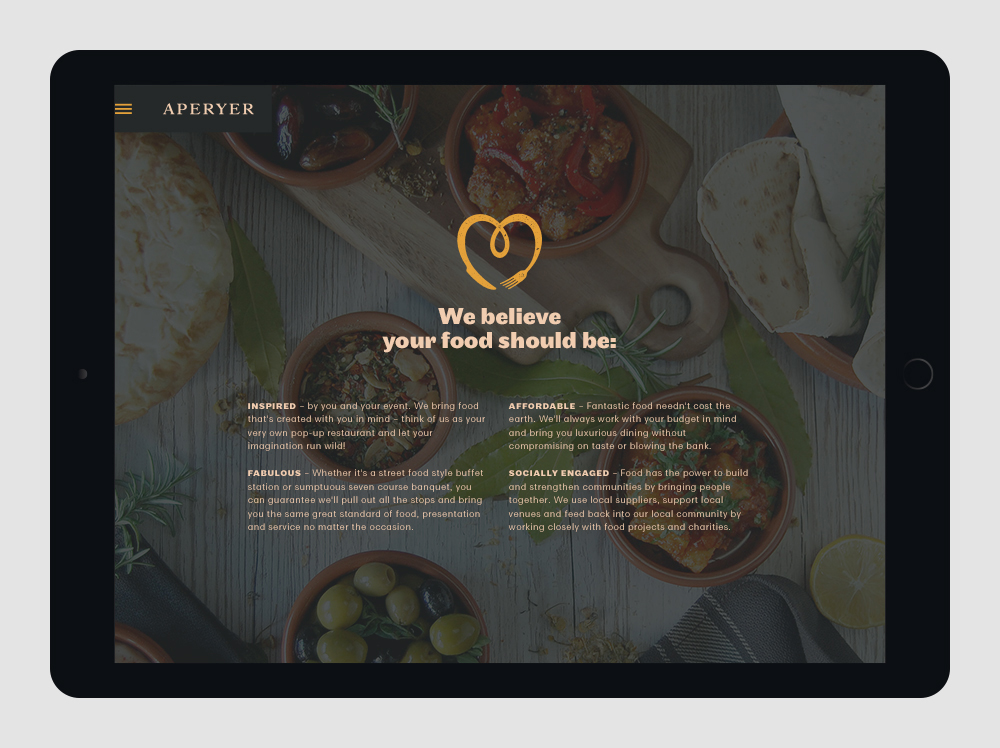 APERYER
We believe
your food should be:
INSPIRED – by you and your event. We bring food
that's created with you in mind – think of us as your
very own pop-up restaurant and let your
imagination run wild!
FABULOUS – Whether it's a street food style buffet
station or sumptuous seven course banquet, you
can guarantee we'll pull out all the stops and bring
you the same great standard of food, presentation
and service no matter the occasion.
AFFORDABLE – Fantastic food needn't cost the
earth. We'll always work with your budget in mind
and bring you luxurious dining without
compromising on taste or blowing the bank.
SOCIALLY ENGAGED – Food has the power to build
and strengthen communities by bringing people
together. We use local suppliers, support local
venues and feed back into our local community by
working closely with food projects and charities.